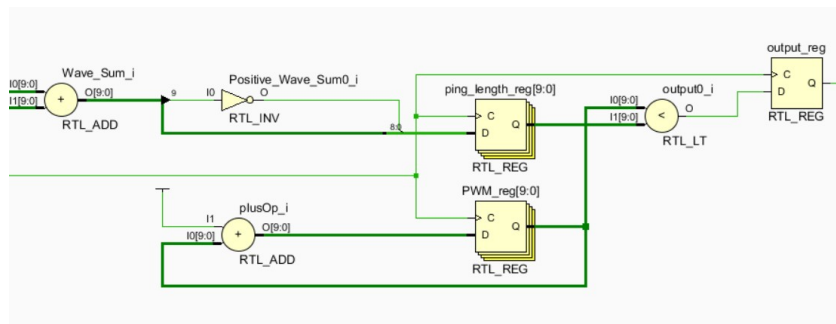 Wave_Sum_i
I0[9:0]
I1[9:0]
+
O[9:0]
RTL_ADD
9
Positive_Wave_Sum0_i
I0
O
RTL_INV
8:0
ping_length_reg[9:0]
C
D
Q
RTL_REG
output0_i
I0[9:0]
I1[9:0]
<
O
RTL_LT
output_reg
C
D
Q
RTL_REG
plusOp_i
I1
I0[9:0]
+
O[9:0]
RTL_ADD
PWM_reg[9:0]
C
D
Q
RTL_REG